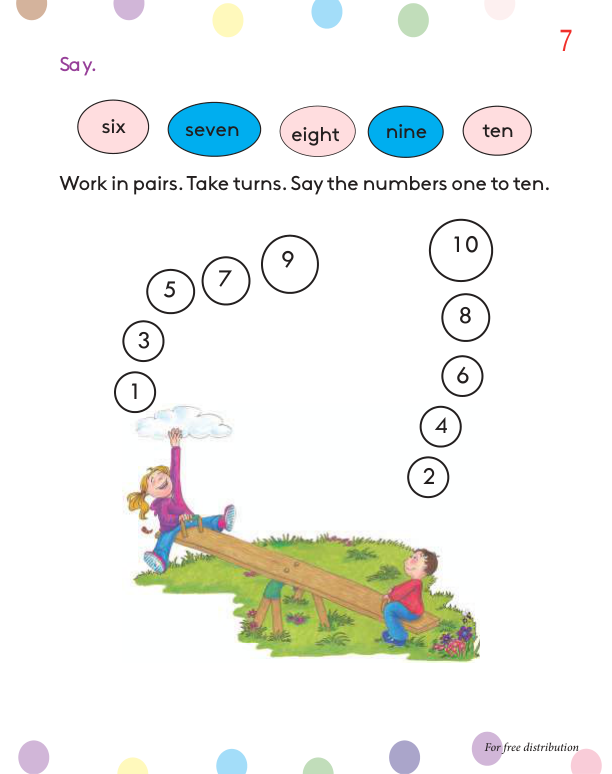 7
Say.
six seven eight nine ten
Work in pairs. Take turns. Say the numbers one to ten.
9 10
5 7
3 8
1 6
4
2
For free distribution